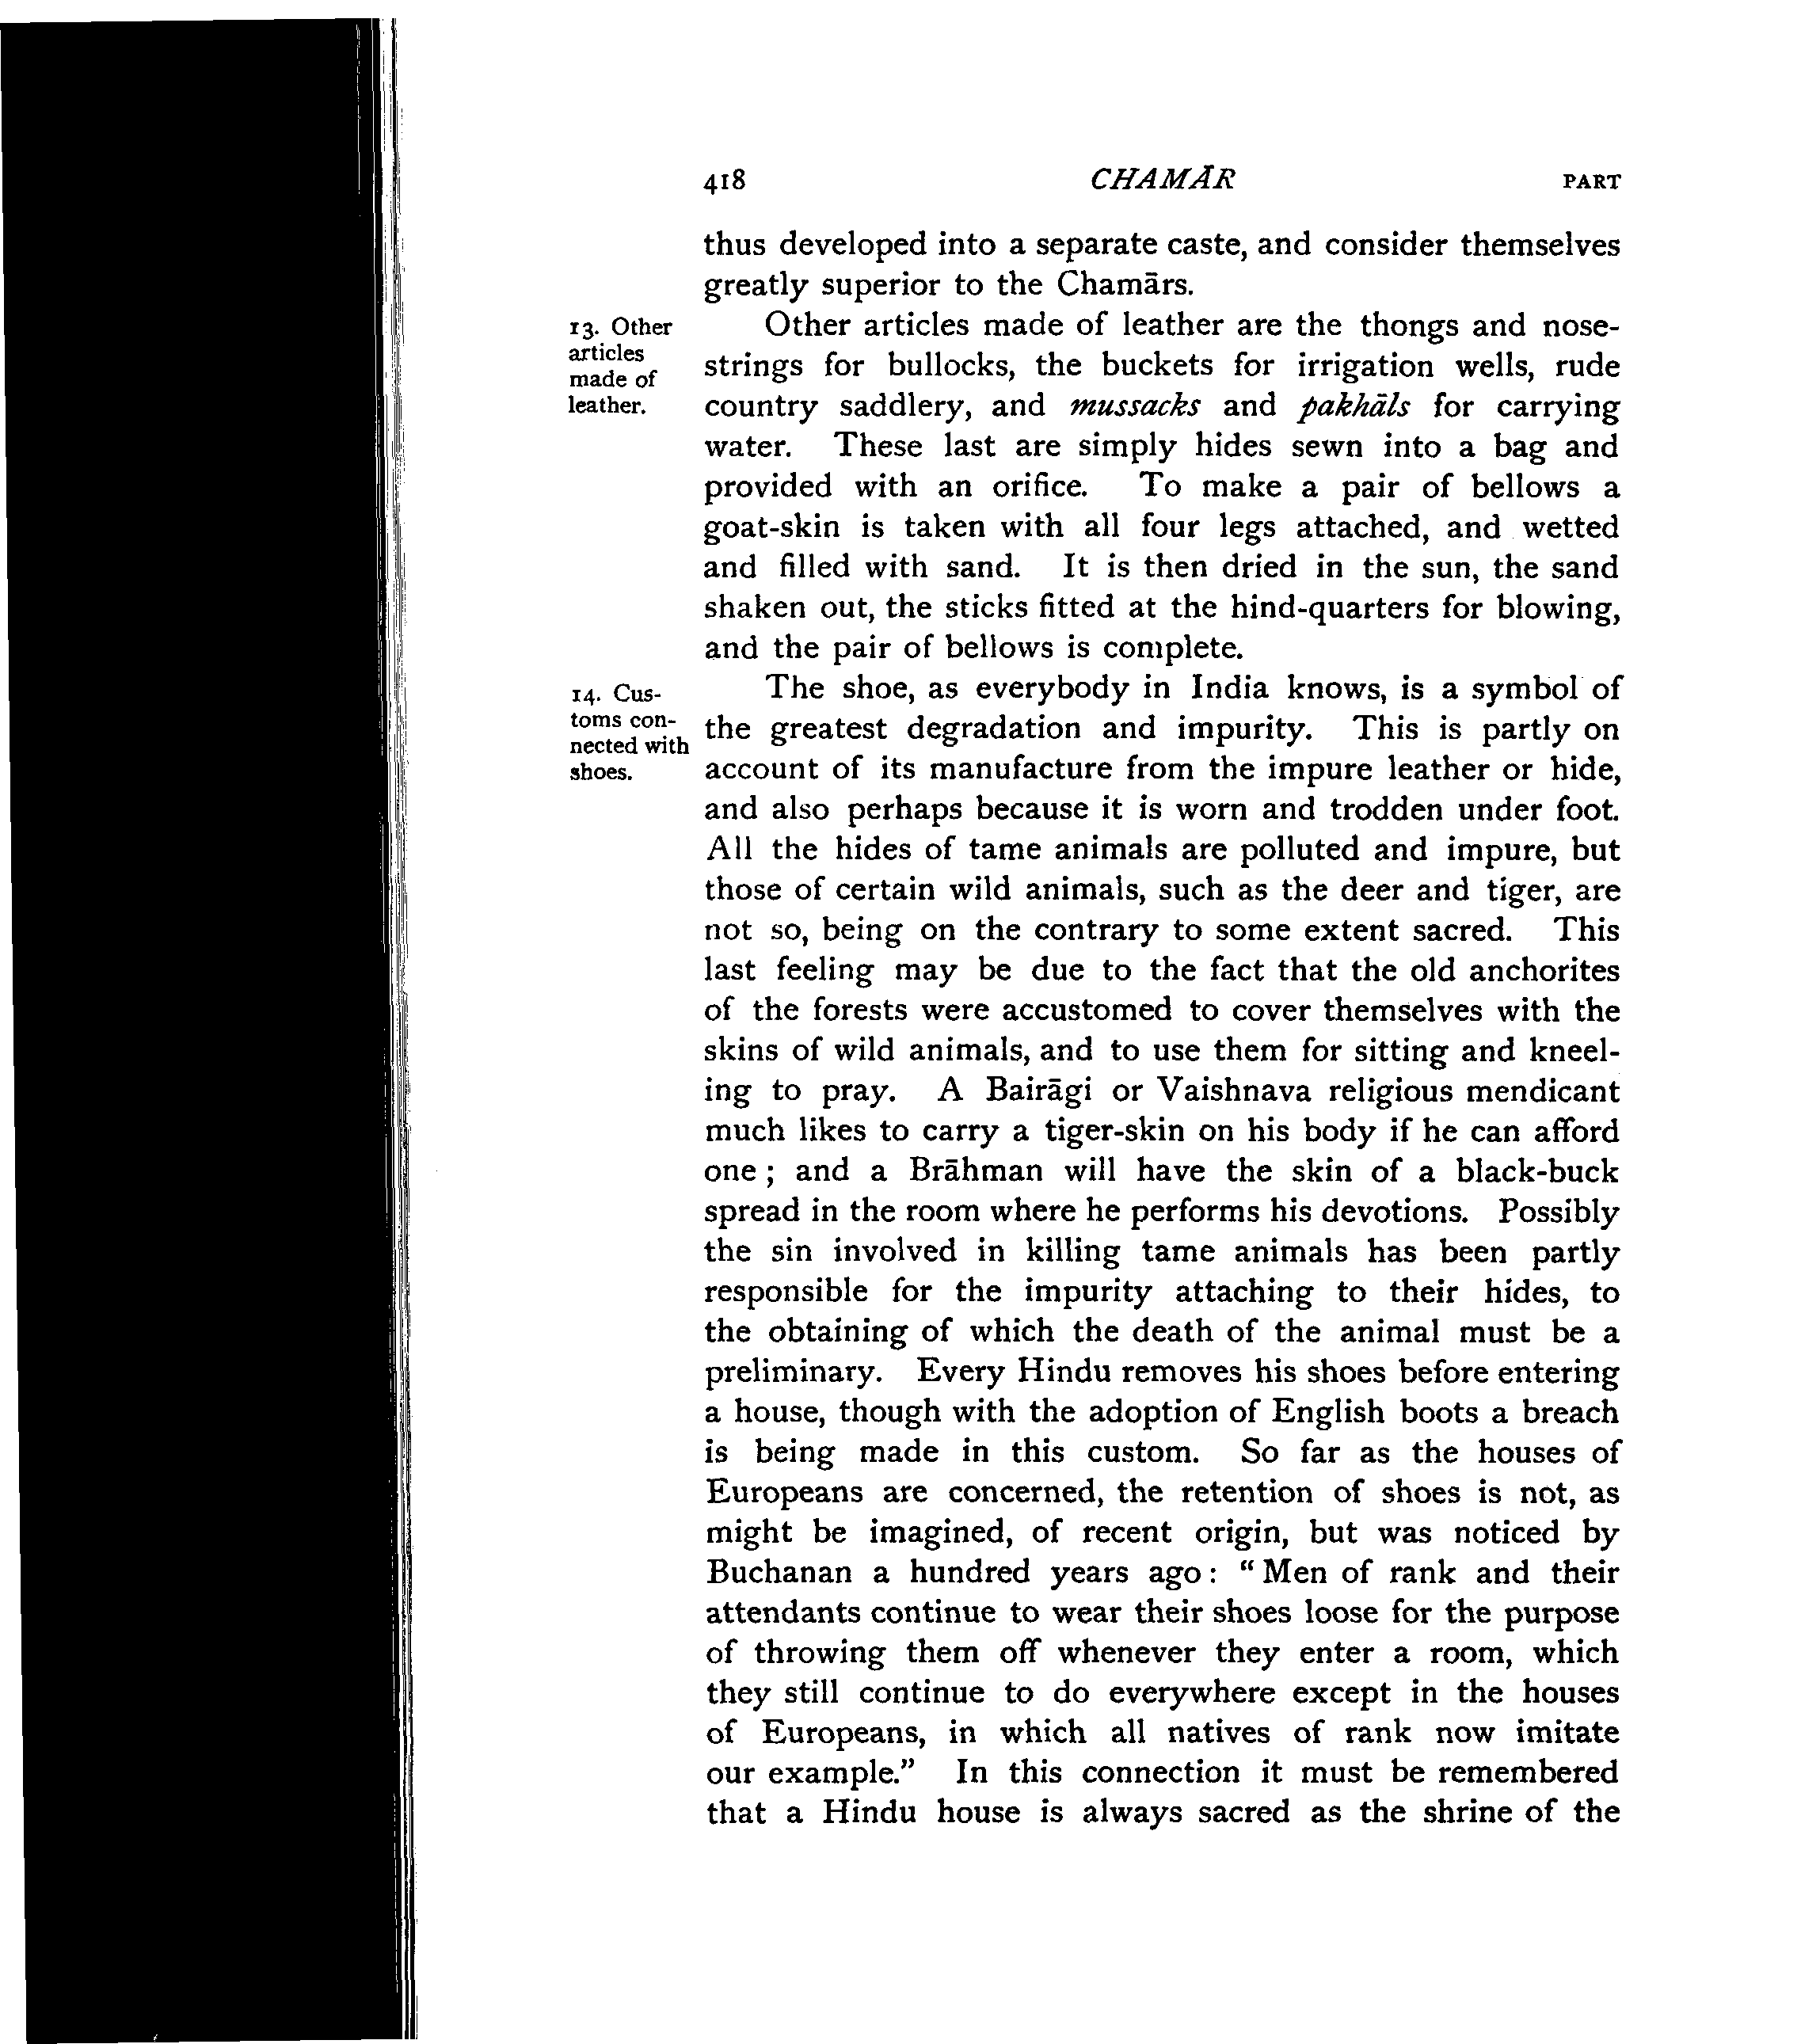 418 CHAMĀR PART
thus developed into a separate caste, and consider themselves
greatly superior to the Chamārs.
13. Other
articles
made of
leather.
Other articles made of leather are the thongs and nose-
strings for bullocks, the buckets for irrigation wells, rude
country saddlery, and mussacks and pakhāls for carrying
water. These last are simply hides sewn into a bag and
provided with an orifice. To make a pair of bellows a
goat-skin is taken with all four legs attached, and wetted
and filled with sand. It is then dried in the sun, the sand
shaken out, the sticks fitted at the hind-quarters for blowing,
and the pair of bellows is complete.
14. Cus-
toms con-
nected with
shoes.
The shoe, as everybody in India knows, is a symbol of
the greatest degradation and impurity. This is partly on
account of its manufacture from the impure leather or hide,
and also perhaps because it is worn and trodden under foot.
All the hides of tame animals are polluted and impure, but
those of certain wild animals, such as the deer and tiger, are
not so, being on the contrary to some extent sacred. This
last feeling may be due to the fact that the old anchorites
of the forests were accustomed to cover themselves with the
skins of wild animals, and to use them for sitting and kneel-
ing to pray. A Bairāgi or Vaishnava religious mendicant
much likes to carry a tiger-skin on his body if he can afford
one ; and a Brāhman will have the skin of a black-buck
spread in the room where he performs his devotions. Possibly
the sin involved in killing tame animals has been partly
responsible for the impurity attaching to their hides, to
the obtaining of which the death of the animal must be a
preliminary. Every Hindu removes his shoes before entering
a house, though with the adoption of English boots a breach
is being made in this custom. So far as the houses of
Europeans are concerned, the retention of shoes is not, as
might be imagined, of recent origin, but was noticed by
Buchanan a hundred years ago : “ Men of rank and their
attendants continue to wear their shoes loose for the purpose
of throwing them off whenever they enter a room, which
they still continue to do everywhere except in the houses
of Europeans, in which all natives of rank now imitate
our example.” In this connection it must be remembered
that a Hindu house is always sacred as the shrine of the